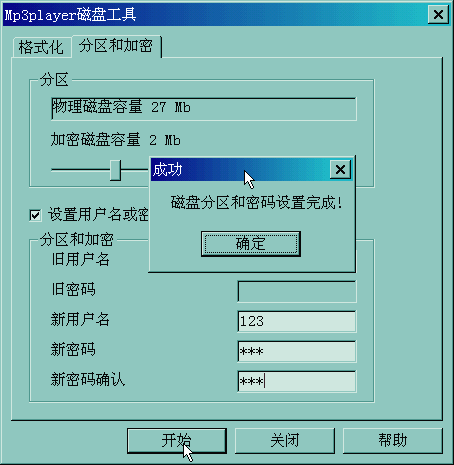 Mp3player磁盘工具
格式化 分区和加密
分区
物理磁盘容量 27 Mb
加密磁盘容量 2 Mb
成功
磁盘分区和密码设置完成!
确定
设置用户名或密
分区和加密
旧用户名
旧密码
新用户名 123
新密码 ***
新密码确认 ***
开始 关闭 帮助